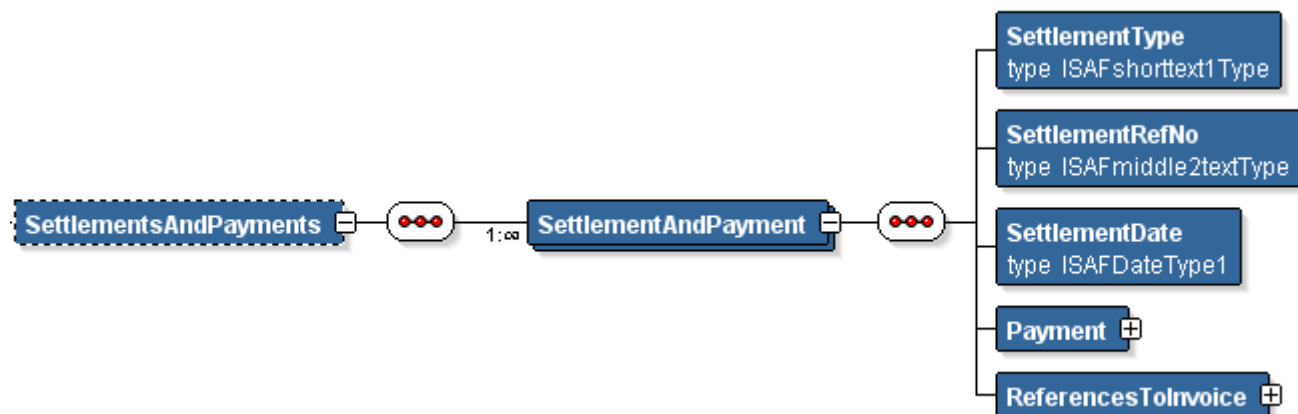 SettlementType
type ISAFshorttext1Type
SettlementRefNo
type ISAFmiddle2textType
SettlementsAndPayments
1:∞
SettlementAndPayment
SettlementDate
type ISAFDateType1
Payment
ReferencesToInvoice